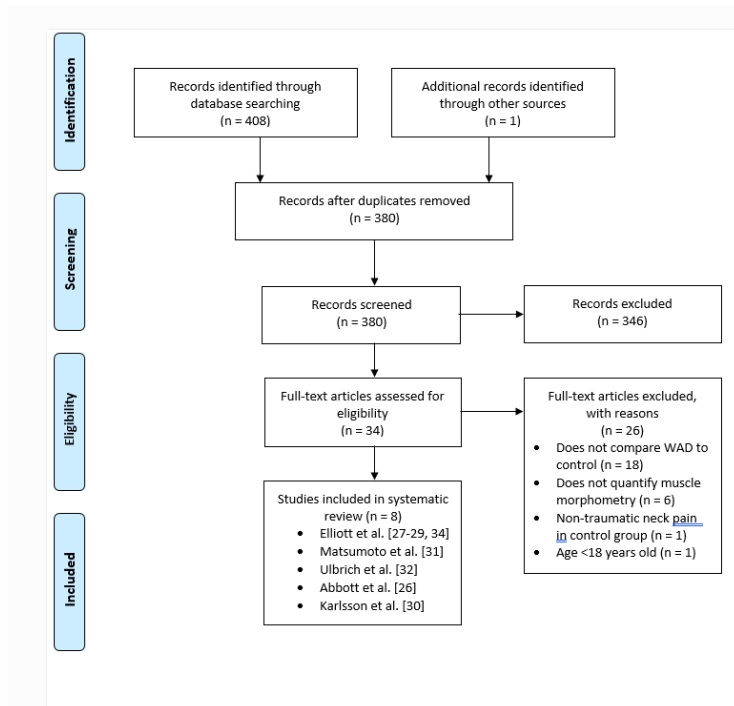 Identification
Records identified through
database searching
(n = 408)
Additional records identified
through other sources
(n = 1)
Records after duplicates removed
(n = 380)
Screening
Records screened
(n = 380)
Records excluded
(n = 346)
Eligibility
Full-text articles assessed for
eligibility
(n = 34)
Full-text articles excluded,
with reasons
(n = 26)
• Does not compare WAD to
control (n = 18)
• Does not quantify muscle
morphometry (n = 6)
• Non-traumatic neck pain
in control group (n = 1)
• Age <18 years old (n = 1)
Included
Studies included in systematic
review (n = 8)
• Elliott et al. [27-29, 34]
• Matsumoto et al. [31]
• Ulbrich et al. [32]
• Abbott et al. [26]
• Karlsson et al. [30]